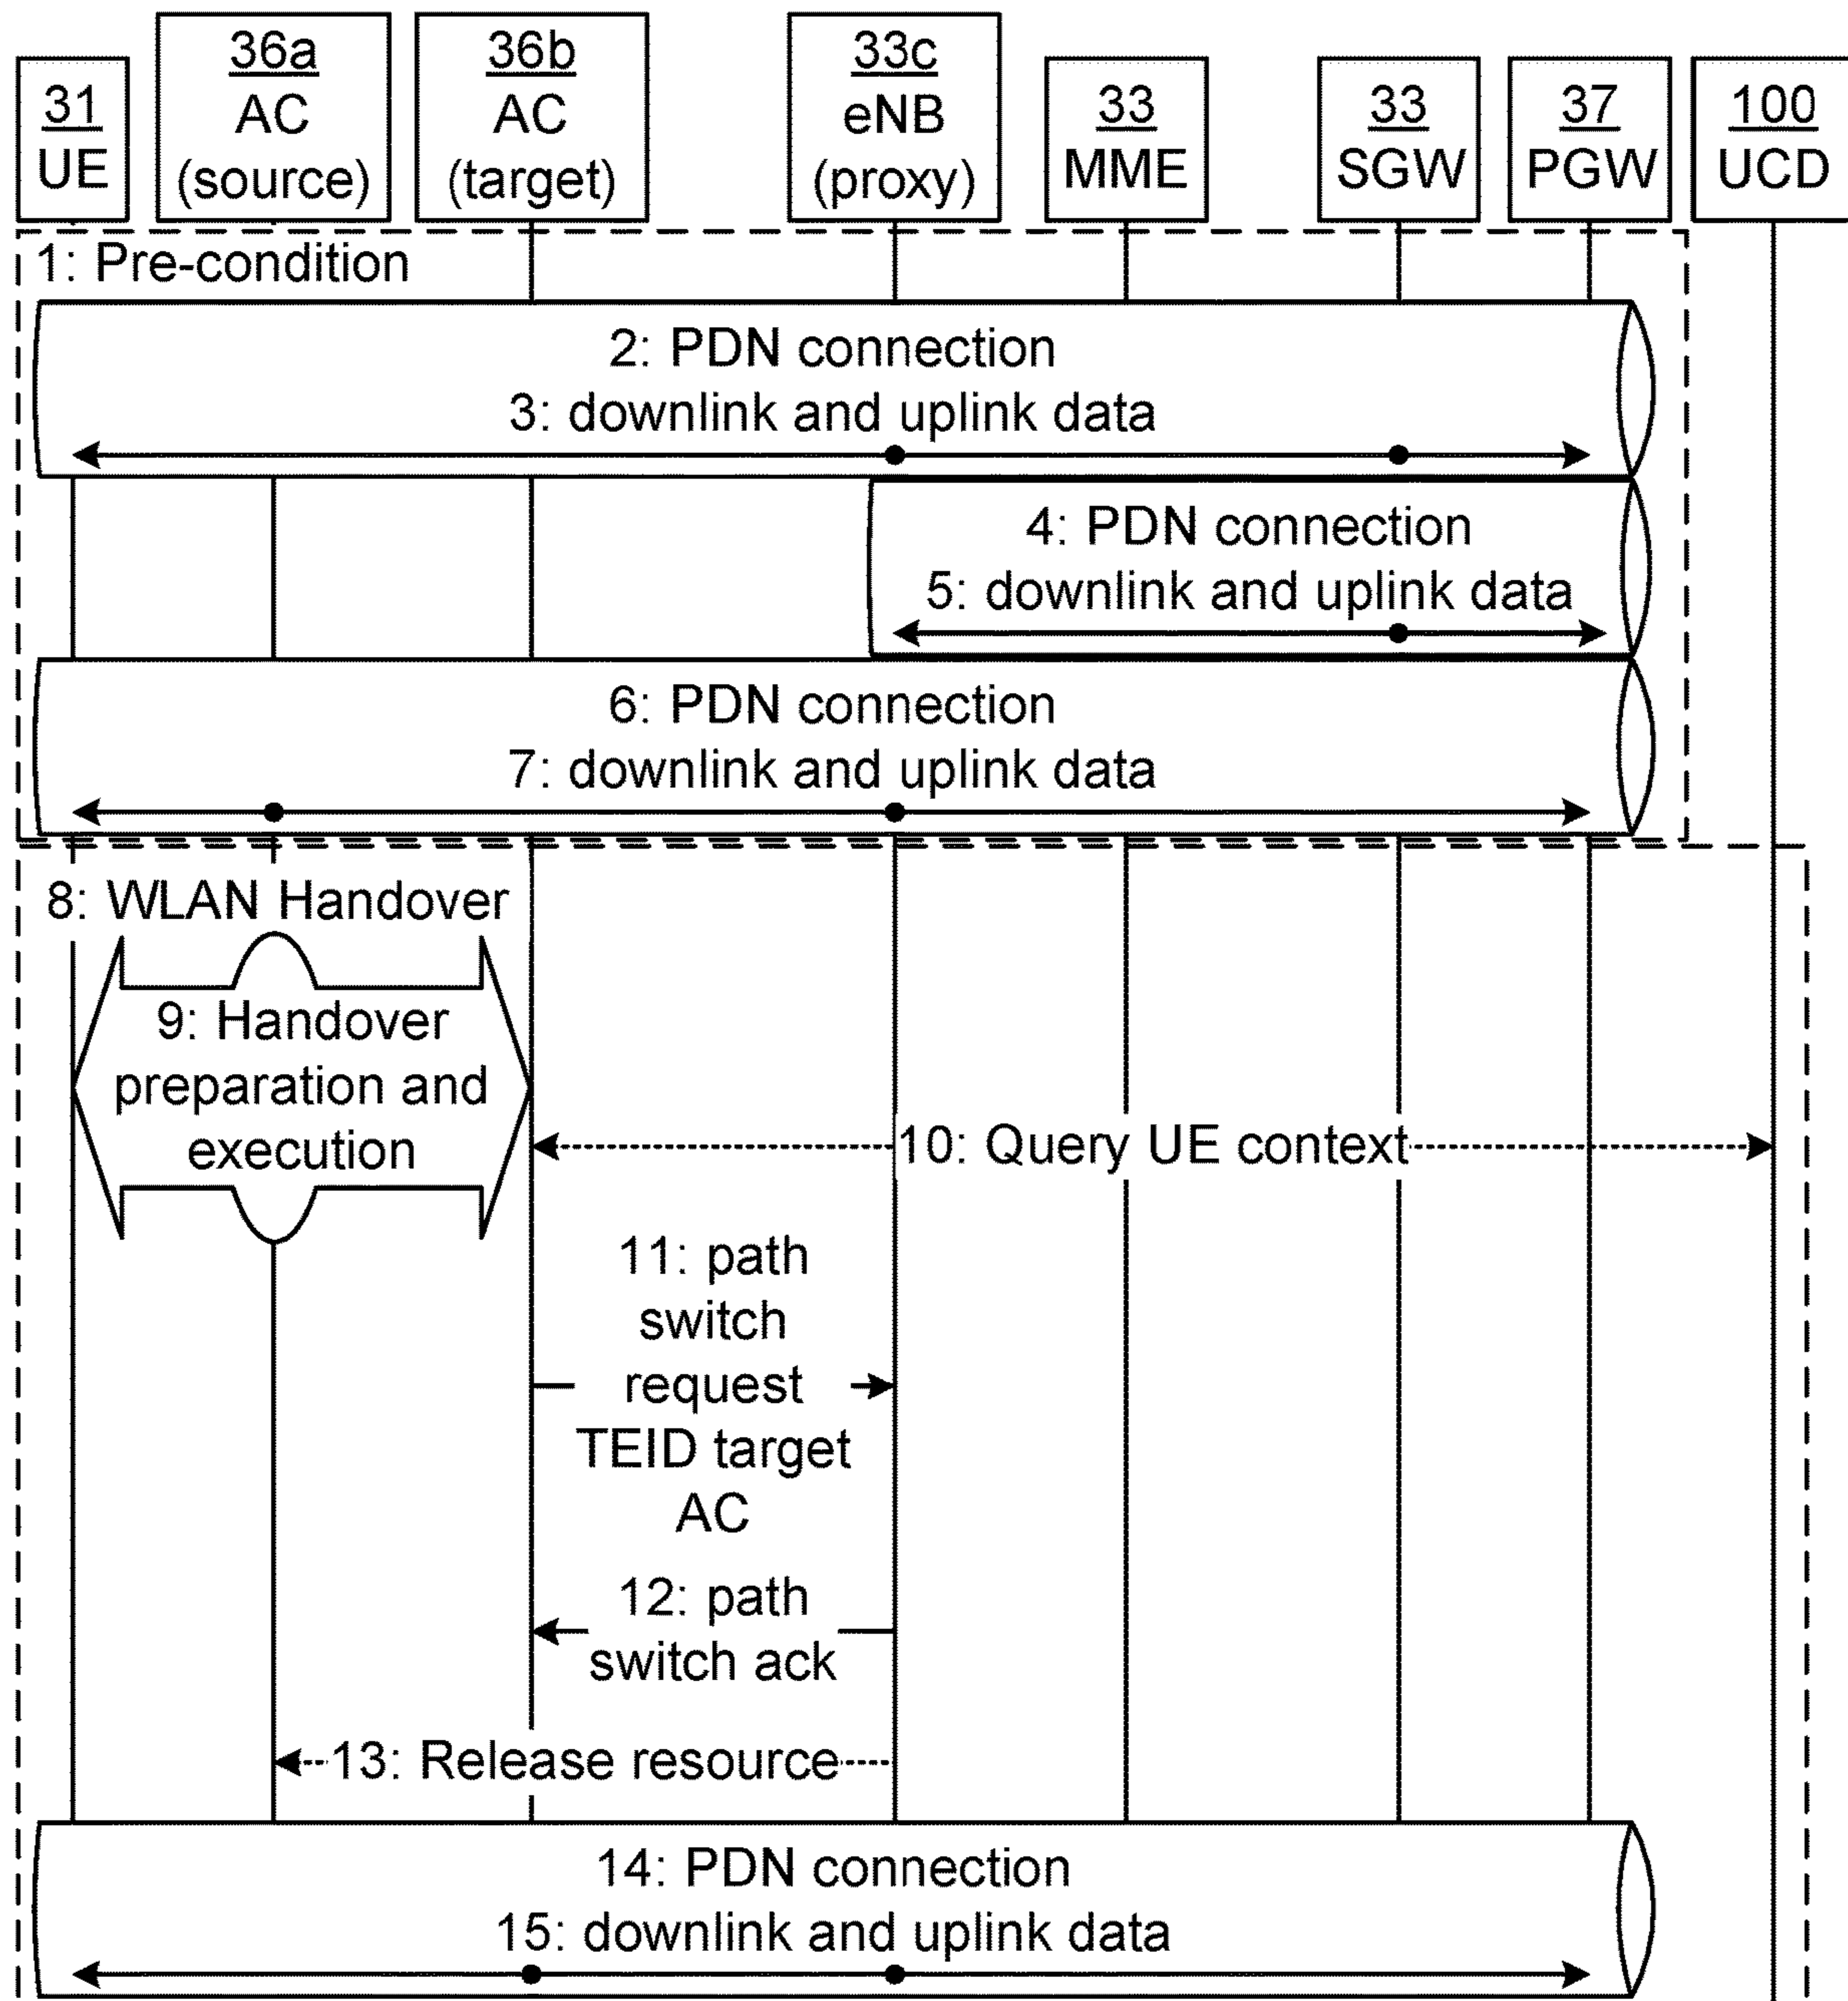 31
UE
36a
AC
(source)
36b
AC
(target)
33c
eNB
(proxy)
33
MME
33
SGW
37
PGW
100
UCD
1: Pre-condition
2: PDN connection
3: downlink and uplink data
4: PDN connection
5: downlink and uplink data
6: PDN connection
7: downlink and uplink data
8: WLAN Handover
9: Handover
preparation and
execution
10: Query UE context
11: path
switch
request
TEID target
AC
12: path
switch ack
13: Release resource
14: PDN connection
15: downlink and uplink data